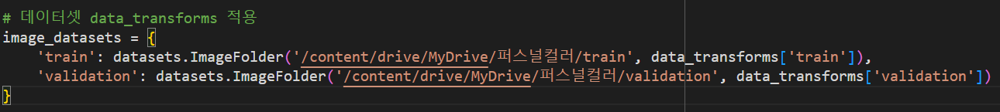 # 데이터셋 data_transforms 적용
image_datasets = {
    'train': datasets.ImageFolder('/content/drive/MyDrive/퍼스널컬러/train', data_transforms['train']),
    'validation': datasets.ImageFolder('/content/drive/MyDrive/퍼스널컬러/validation', data_transforms['validation'])
}